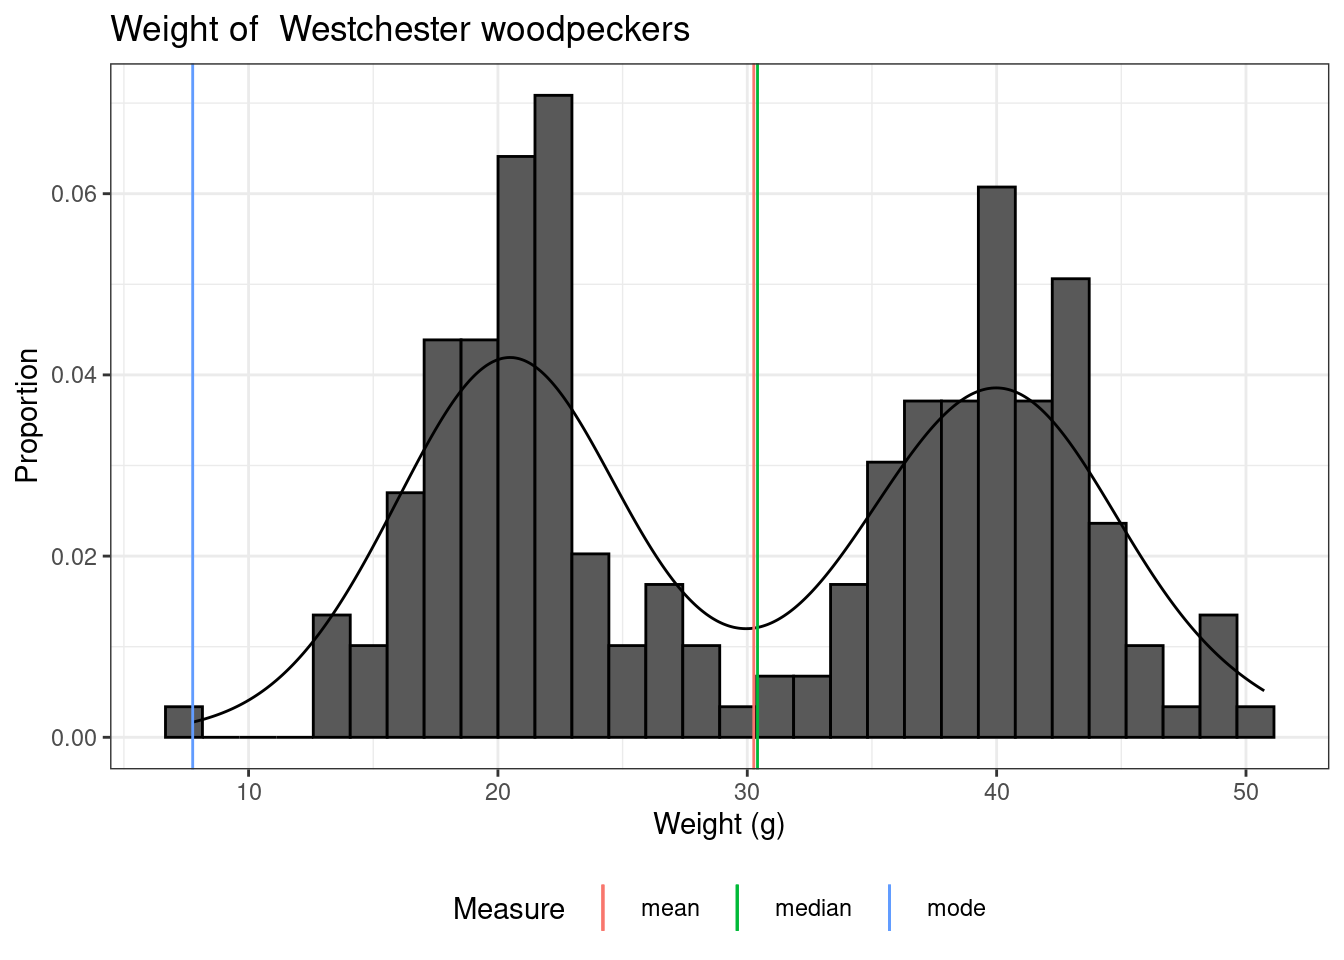 Weight of  Westchester woodpeckers
Proportion
0.06
0.04
0.02
0.00
10 20 30 40 50
Weight (g)
Measure mean median mode